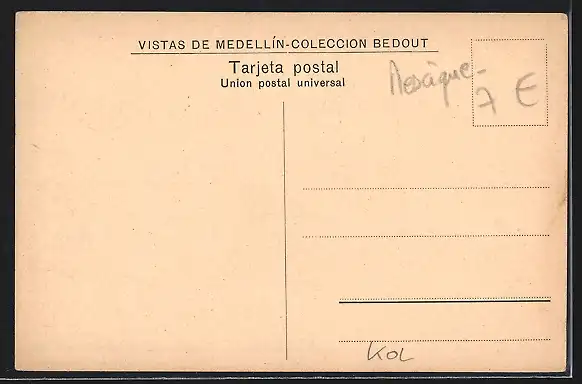 VISTAS DE MEDELLÍN-COLECCION BEDOUT
Tarjeta postal
Union postal universal
7 €
KOL